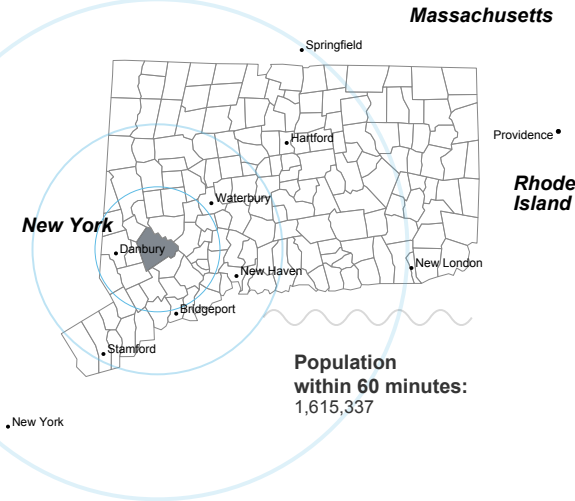 Massachusetts
Springfield
Providence
Hartford
Rhode
Island
Waterbury
New York
Danbury
New London
New Haven
Bridgeport
Stamford
Population
within 60 minutes:
1,615,337
New York